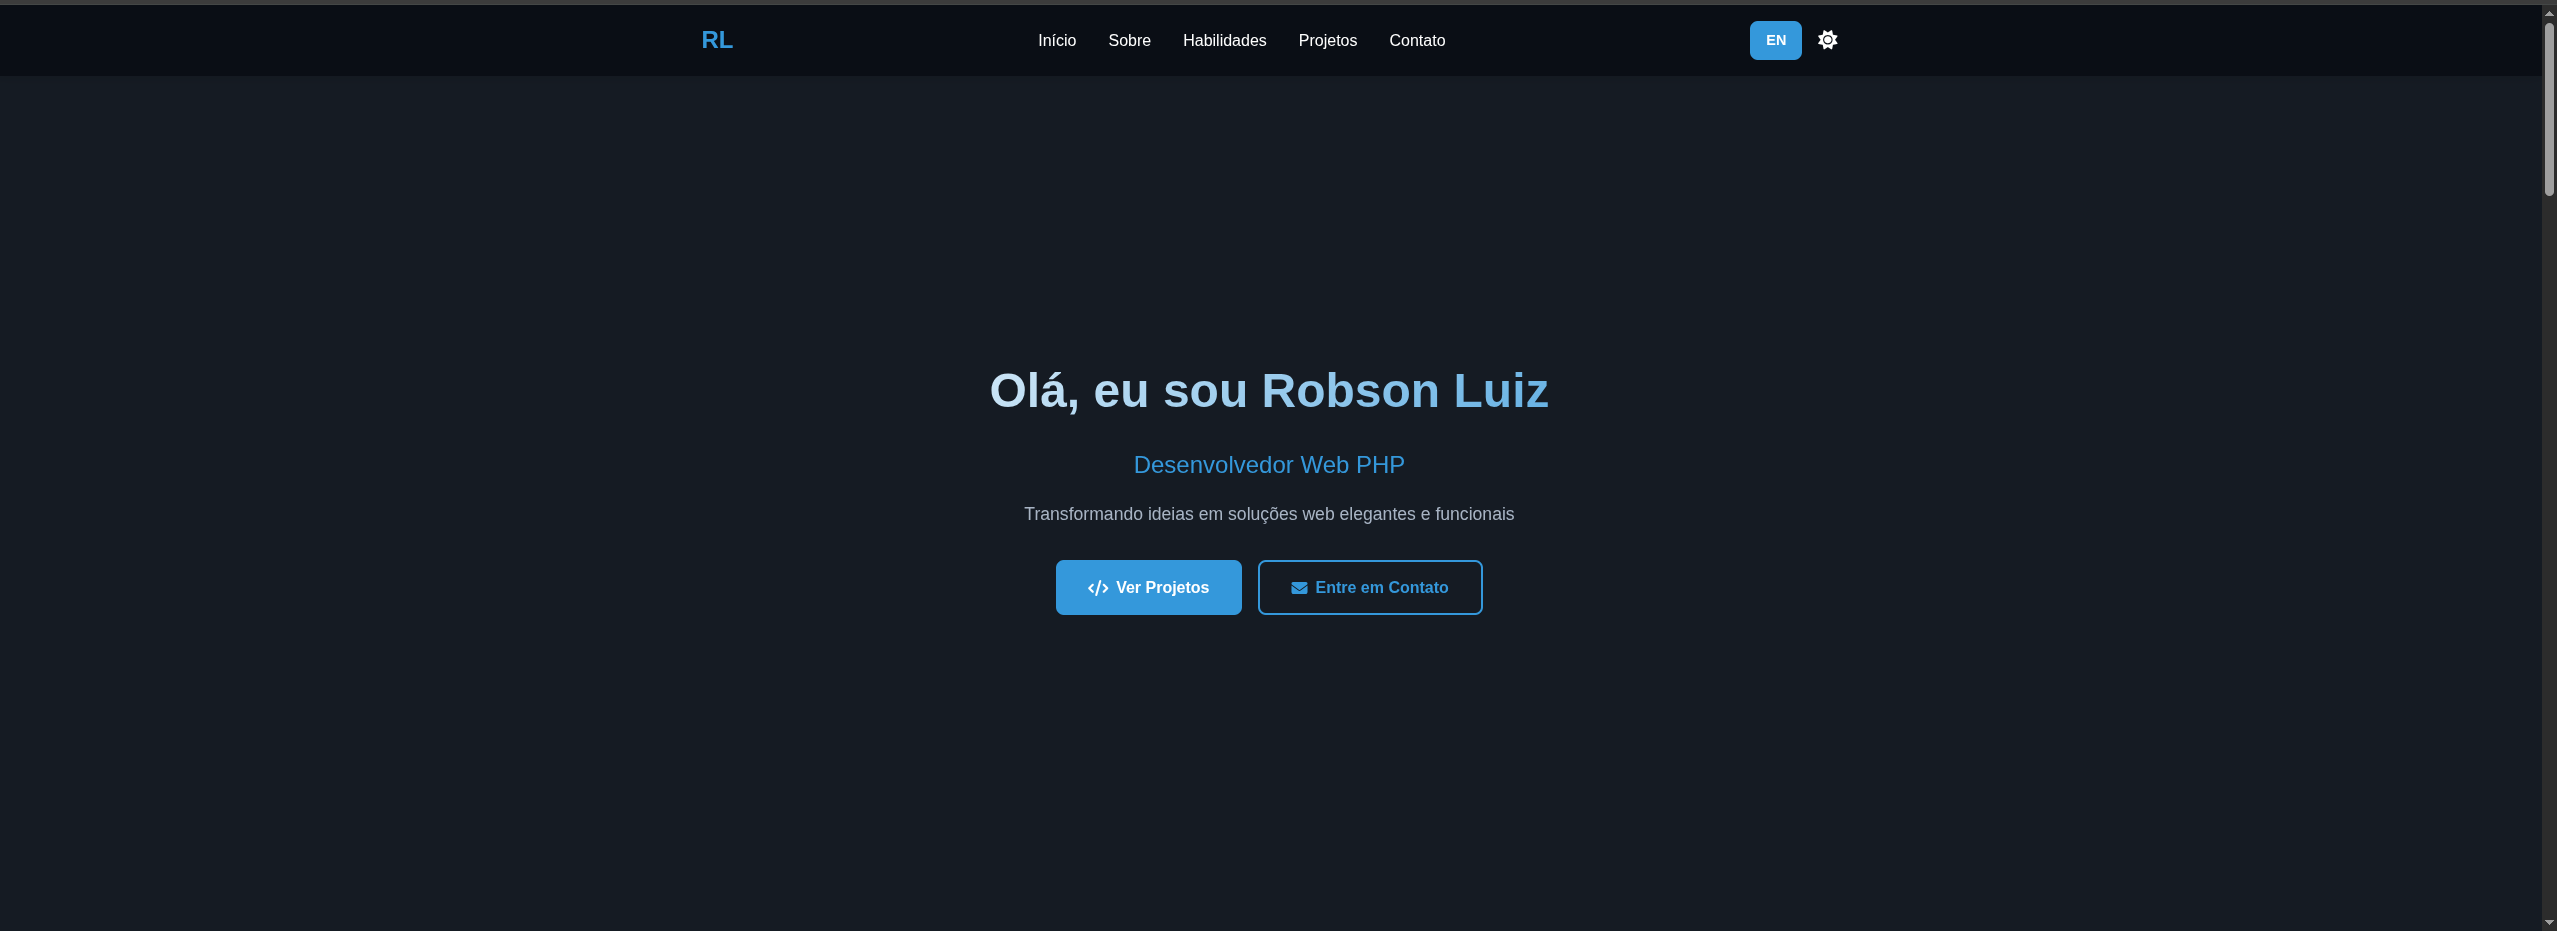 RL
Início Sobre Habilidades Projetos Contato
EN
Olá, eu sou Robson Luiz
Desenvolvedor Web PHP
Transformando ideias em soluções web elegantes e funcionais
Ver Projetos
Entre em Contato